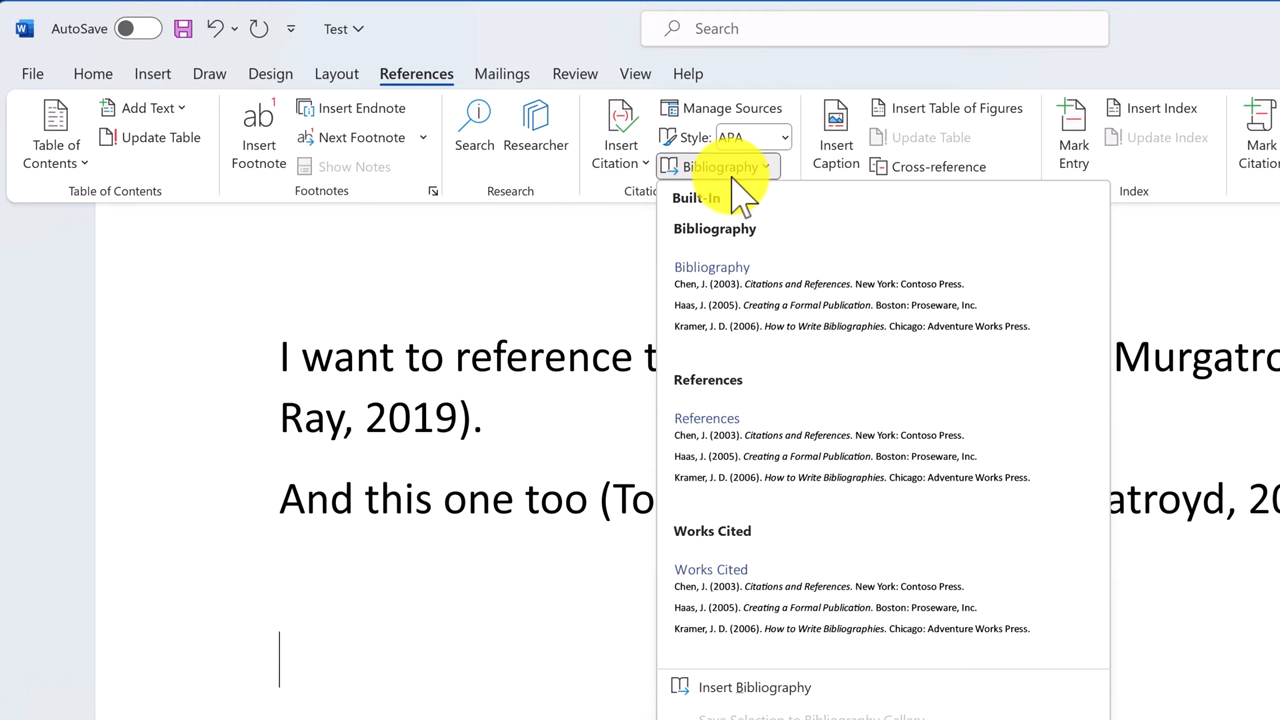 AutoSave
Test
Search
File Home Insert Draw Design Layout References Mailings Review View Help
Table of Contents
Add Text
Update Table
Table of Contents
ab 1
Insert Footnote
Insert Endnote
ab Next Footnote
Show Notes
Footnotes
Search
Researcher
Research
Insert Citation
Manage Sources
Style: APA
Bibliography
Insert Caption
Insert Table of Figures
Update Table
Cross-reference
Mark Entry
Insert Index
Update Index
Index
Mark
Built-In
Bibliography
Bibliography
Chen, J. (2003). Citations and References. New York: Contoso Press.
Haas, J. (2005). Creating a Formal Publication. Boston: Proseware, Inc.
Kramer, J. D. (2006). How to Write Bibliographies. Chicago: Adventure Works Press.
References
References
Chen, J. (2003). Citations and References. New York: Contoso Press.
Haas, J. (2005). Creating a Formal Publication. Boston: Proseware, Inc.
Kramer, J. D. (2006). How to Write Bibliographies. Chicago: Adventure Works Press.
Works Cited
Works Cited
Chen, J. (2003). Citations and References. New York: Contoso Press.
Haas, J. (2005). Creating a Formal Publication. Boston: Proseware, Inc.
Kramer, J. D. (2006). How to Write Bibliographies. Chicago: Adventure Works Press.
Insert Bibliography
Save Selection to Bibliography Gallery
I want to reference t Murgatro
Ray, 2019).
And this one too (To atroyd, 20